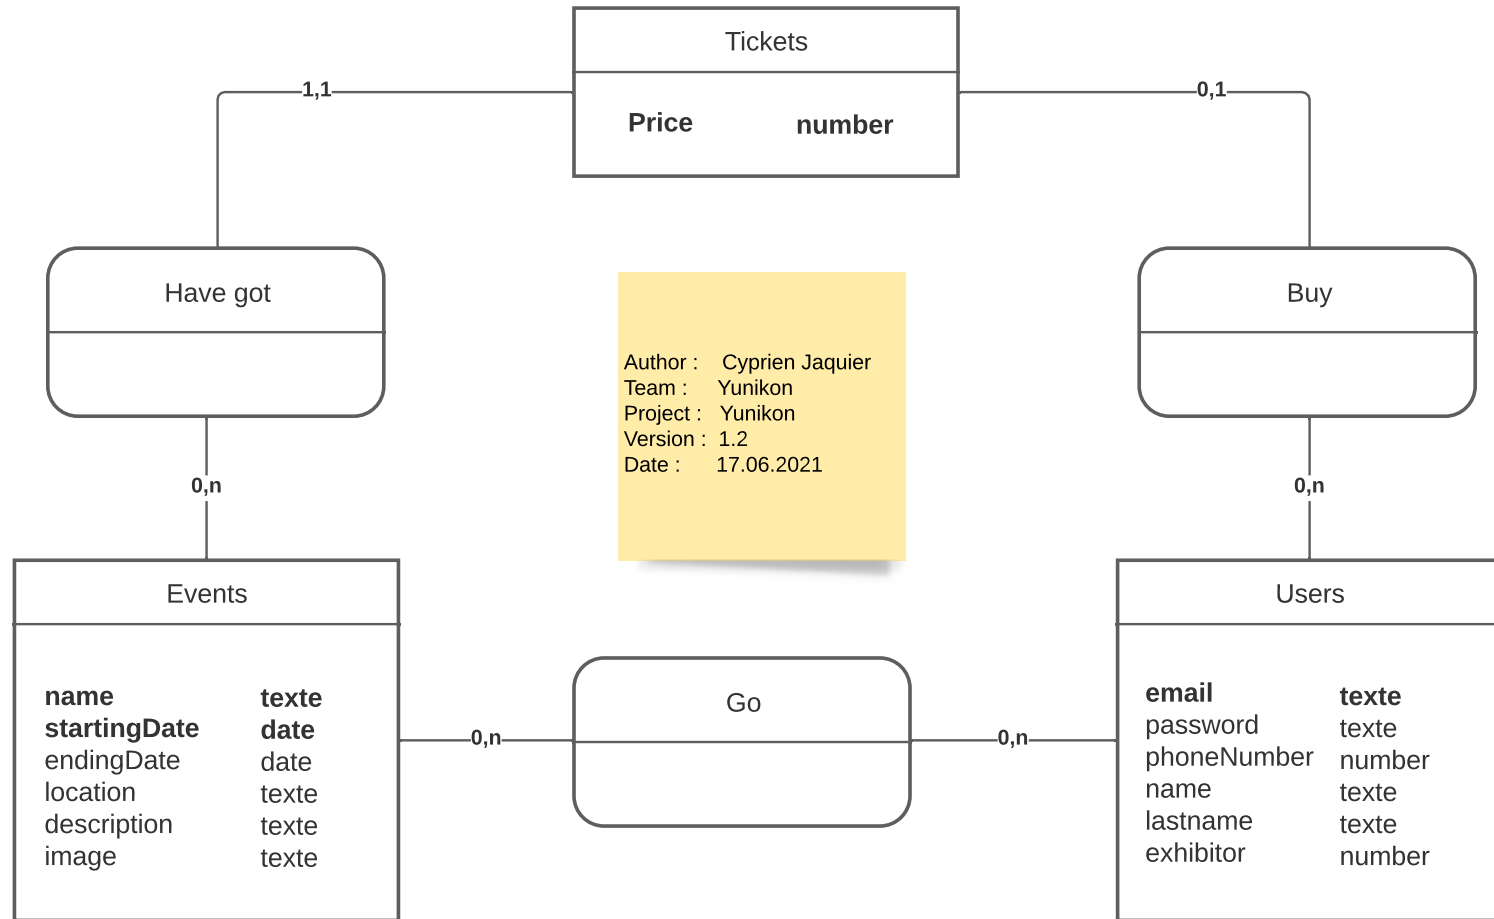 Tickets
Price number
1,1
0,1
Have got
Buy
Author : Cyprien Jaquier
Team : Yunikon
Project : Yunikon
Version : 1.2
Date : 17.06.2021
0,n
0,n
Events
name texte
startingDate date
endingDate date
location texte
description texte
image texte
Go
0,n
0,n
Users
email texte
password texte
phoneNumber number
name texte
lastname texte
exhibitor number